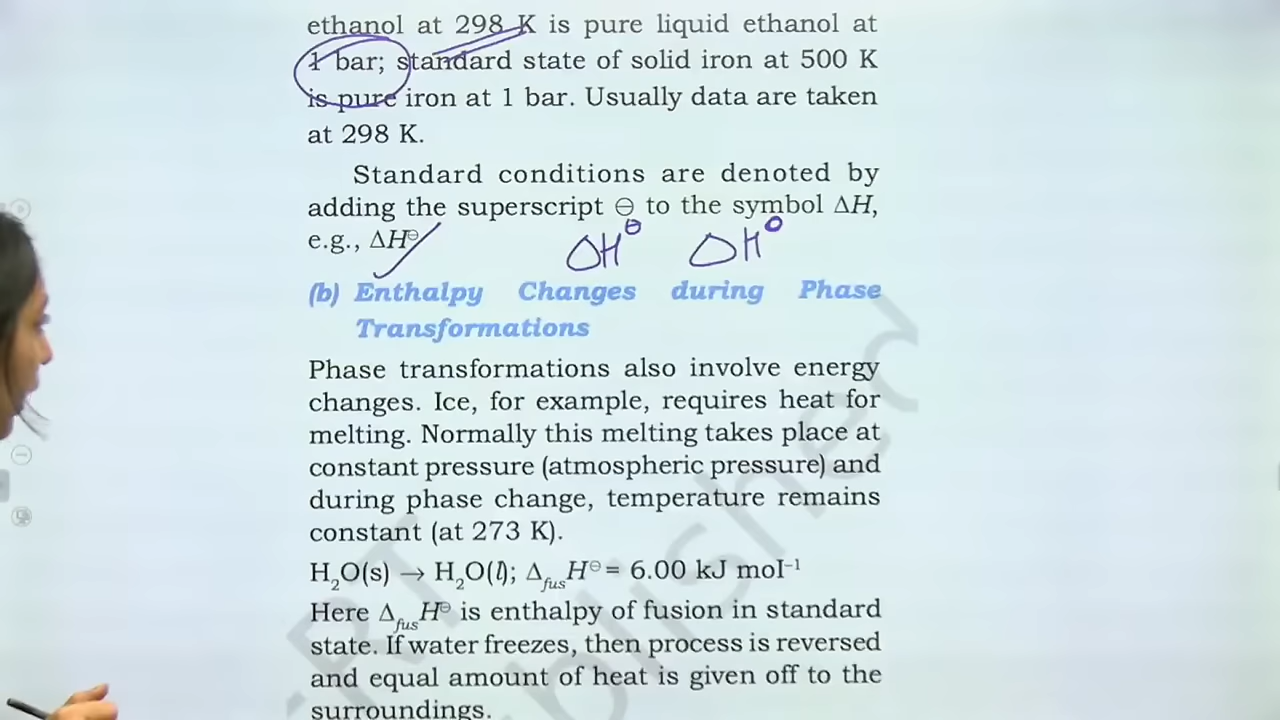 ethanol at 298 K is pure liquid ethanol at
1 bar; standard state of solid iron at 500 K
is pure iron at 1 bar. Usually data are taken
at 298 K.
Standard conditions are denoted by
adding the superscript ⊖ to the symbol ΔH,
e.g., ΔH⊖
ΔH⊖ ΔH°
(b) Enthalpy Changes during Phase
Transformations
Phase transformations also involve energy
changes. Ice, for example, requires heat for
melting. Normally this melting takes place at
constant pressure (atmospheric pressure) and
during phase change, temperature remains
constant (at 273 K).
H₂O(s) → H₂O(l); Δ_fus H⊖ = 6.00 kJ mol⁻¹
Here Δ_fus H⊖ is enthalpy of fusion in standard
state. If water freezes, then process is reversed
and equal amount of heat is given off to the
surroundings.